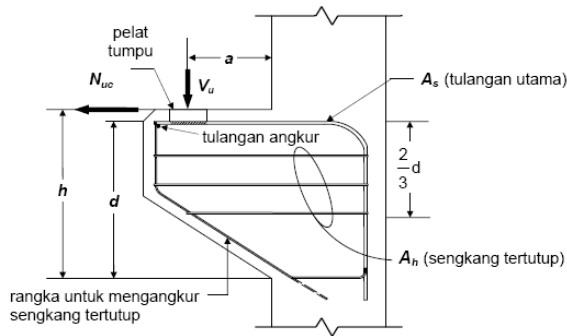 pelat
tumpu
a
N_uc
V_u
A_s (tulangan utama)
tulangan angkur
2
3 d
h
d
A_h (sengkang tertutup)
rangka untuk mengangkur
sengkang tertutup